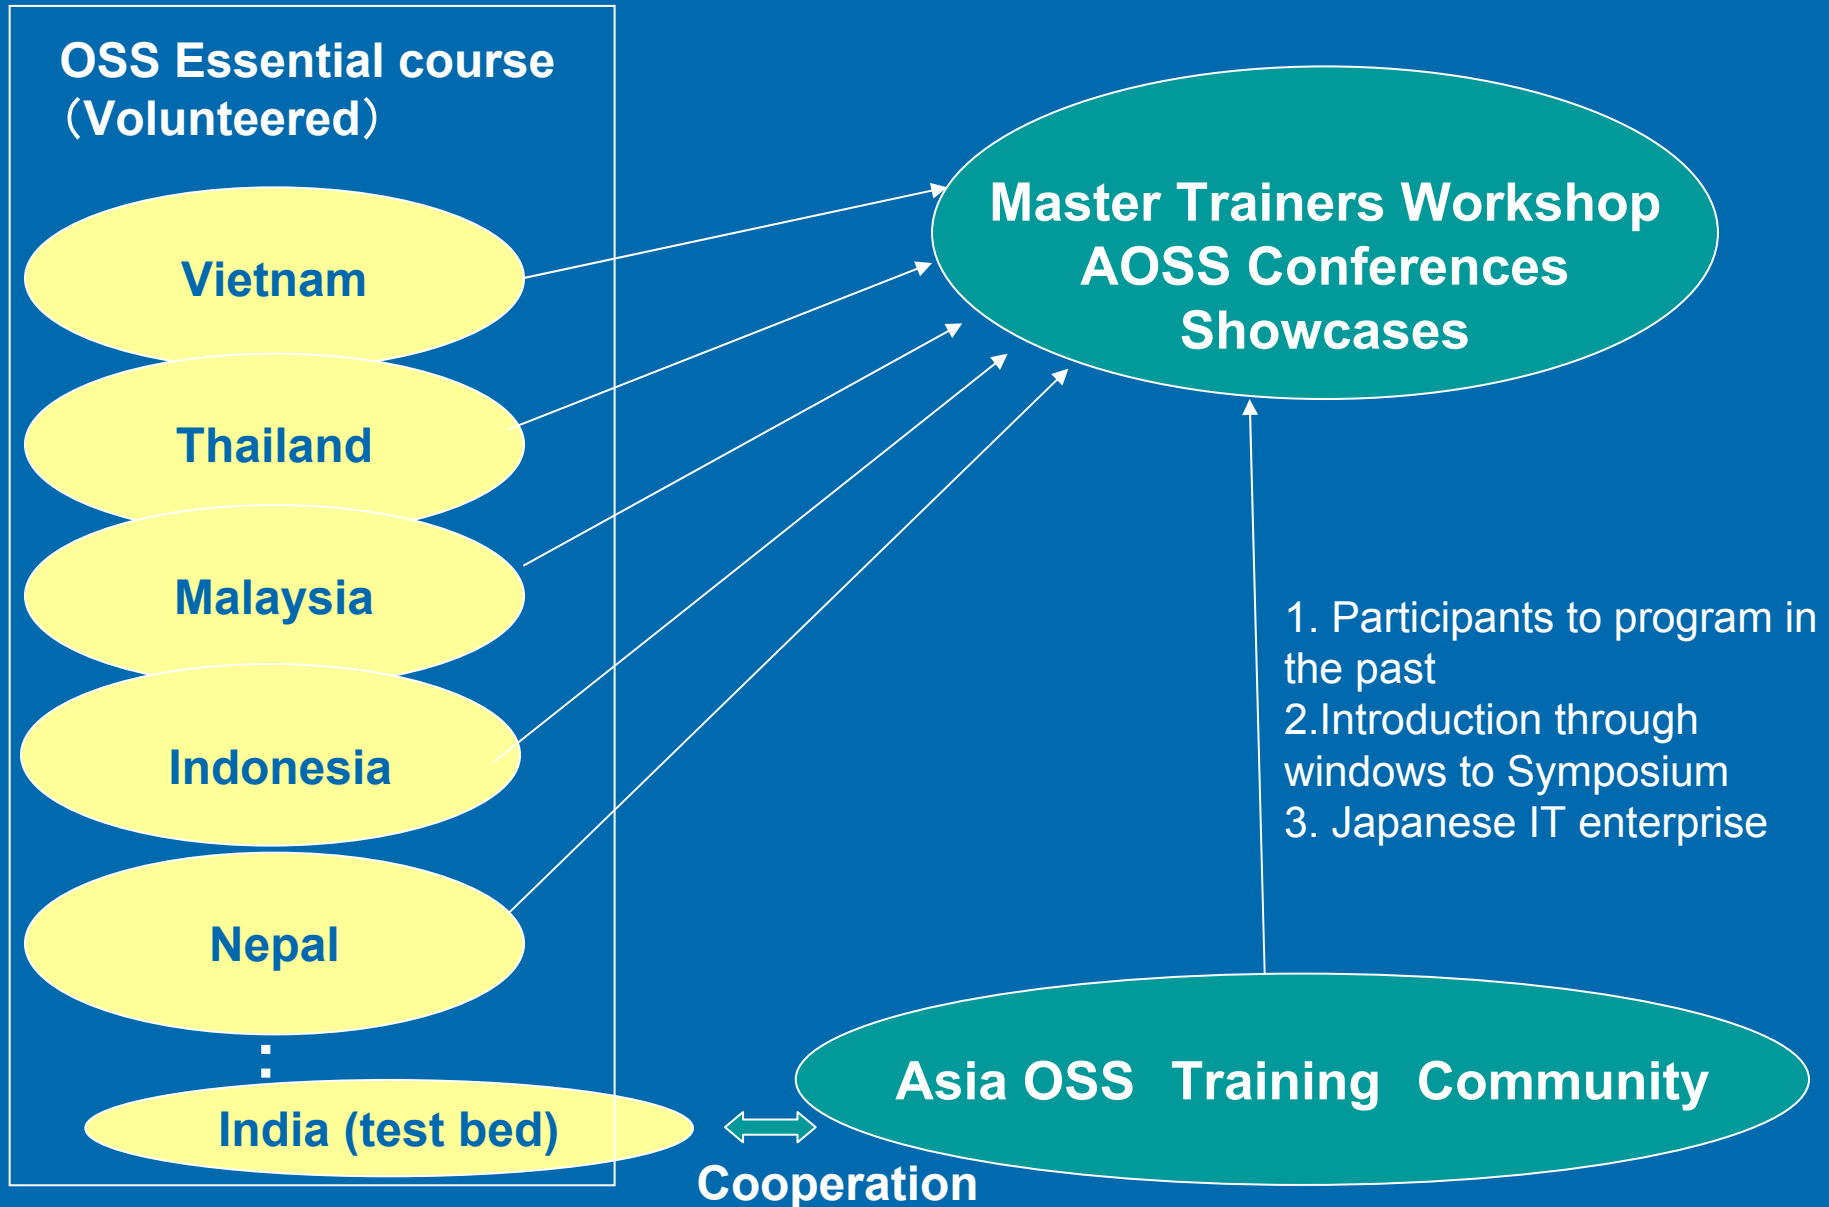 OSS Essential course
（Volunteered）
Vietnam
Thailand
Malaysia
Indonesia
Nepal
India (test bed)
Master Trainers Workshop
AOSS Conferences
Showcases
1. Participants to program in
the past
2.Introduction through
windows to Symposium
3. Japanese IT enterprise
Asia OSS Training Community
Cooperation